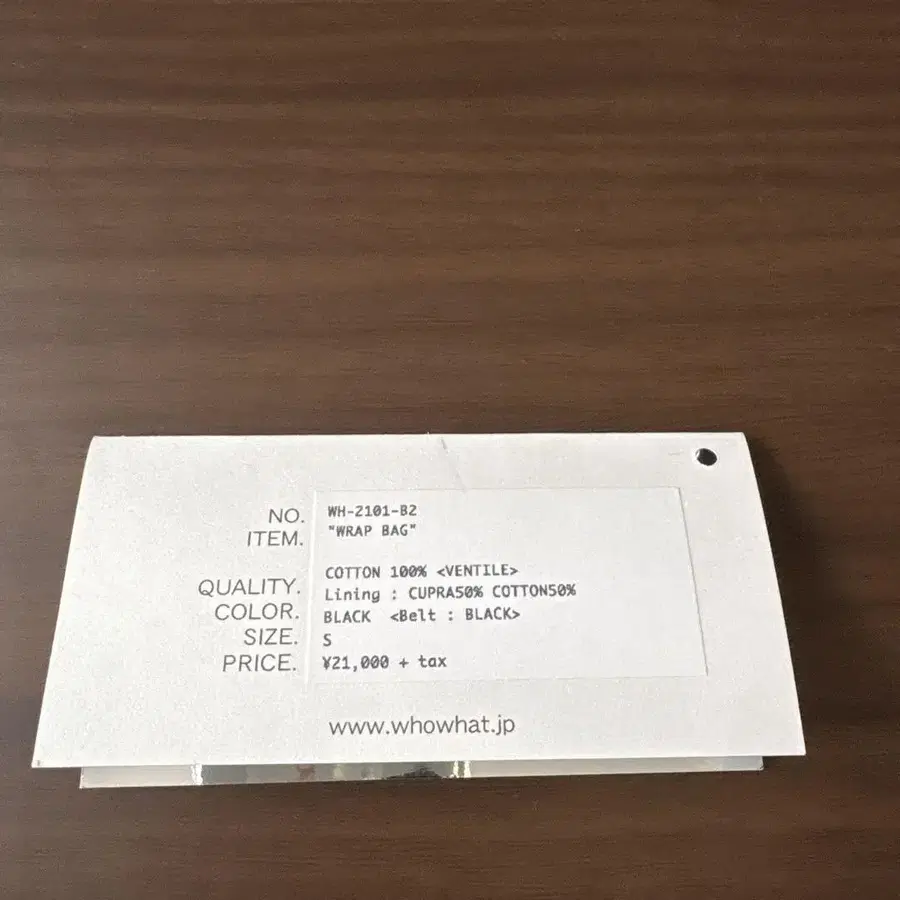 NO. WH-2101-B2
ITEM. "WRAP BAG"
QUALITY. COTTON 100% <VENTILE>
Lining : CUPRA50% COTTON50%
COLOR. BLACK <Belt : BLACK>
SIZE. S
PRICE. ¥21,000 + tax
www.whowhat.jp